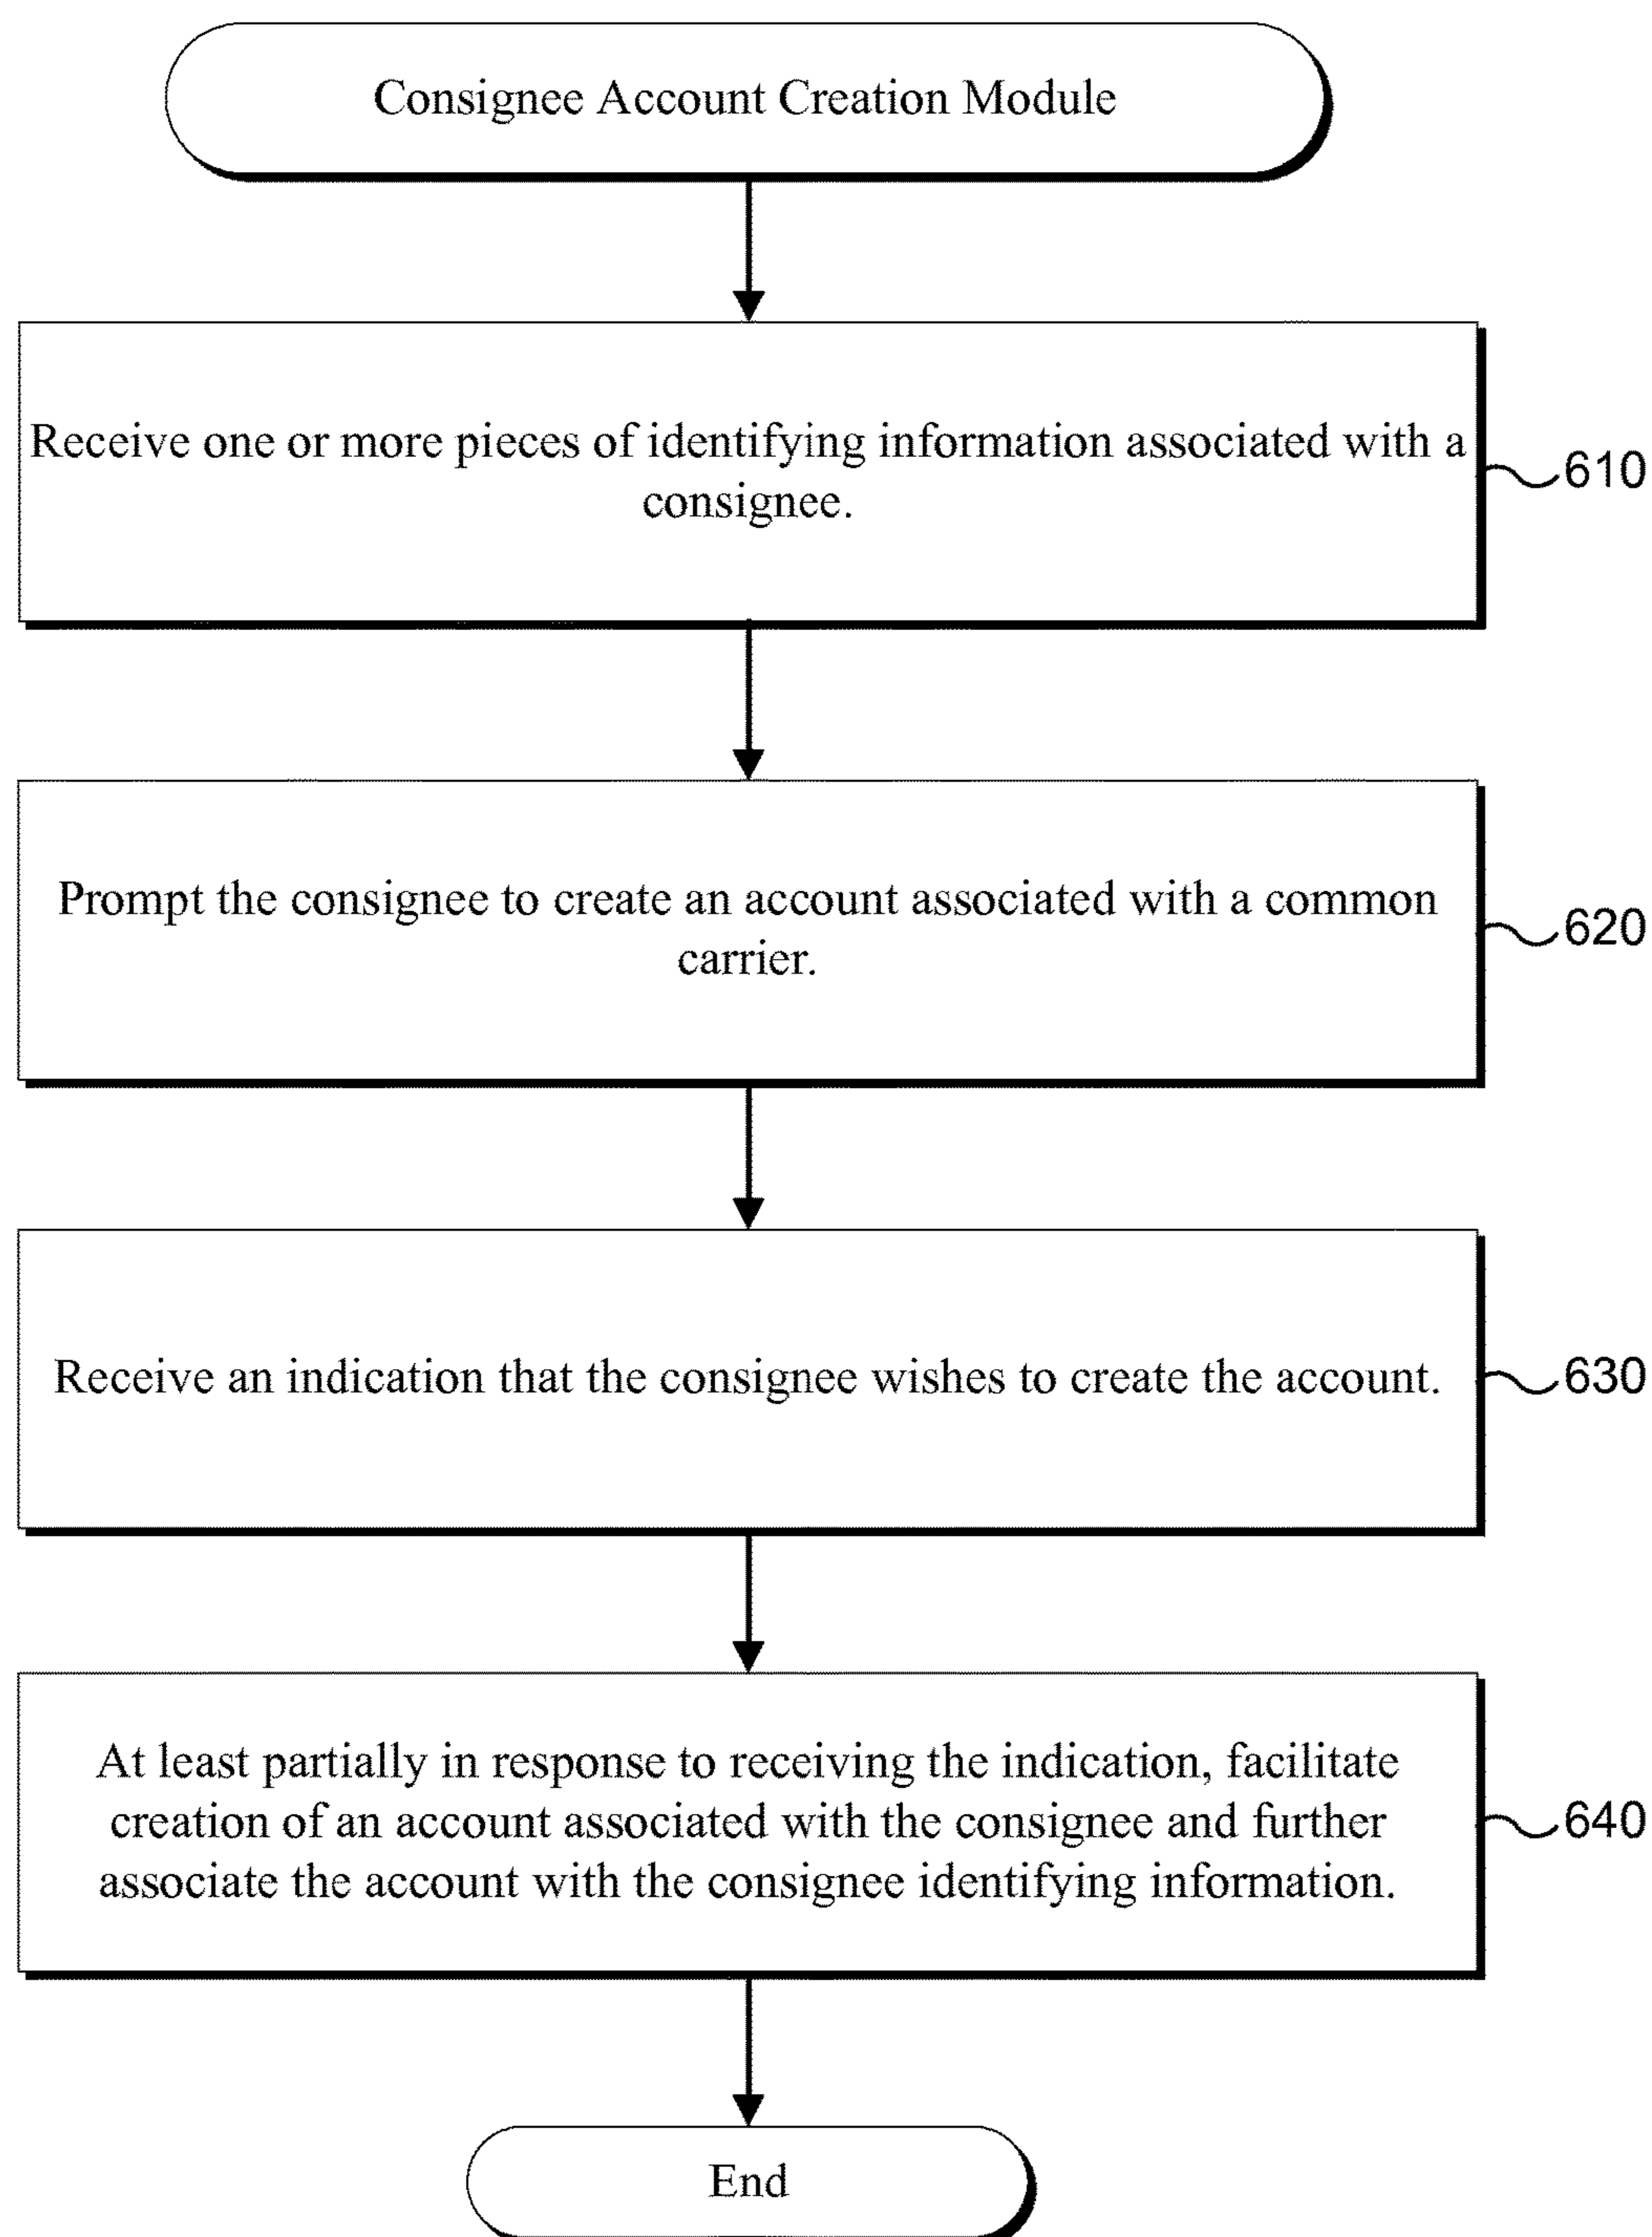 Consignee Account Creation Module
Receive one or more pieces of identifying information associated with a
consignee.
610
Prompt the consignee to create an account associated with a common
carrier.
620
Receive an indication that the consignee wishes to create the account.
630
At least partially in response to receiving the indication, facilitate
creation of an account associated with the consignee and further
associate the account with the consignee identifying information.
640
End